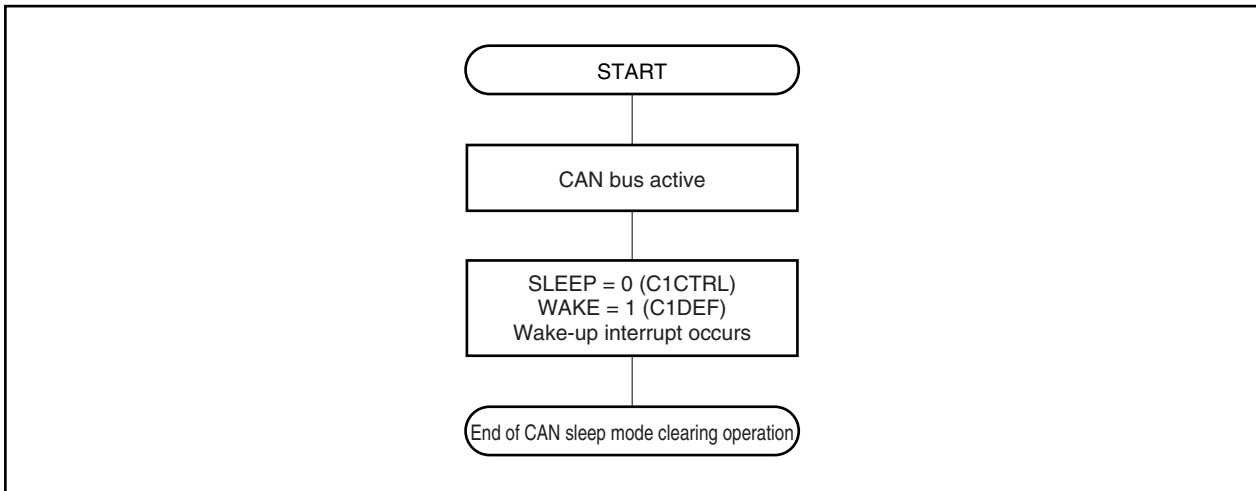 START
CAN bus active
SLEEP = 0 (C1CTRL)
WAKE = 1 (C1DEF)
Wake-up interrupt occurs
End of CAN sleep mode clearing operation